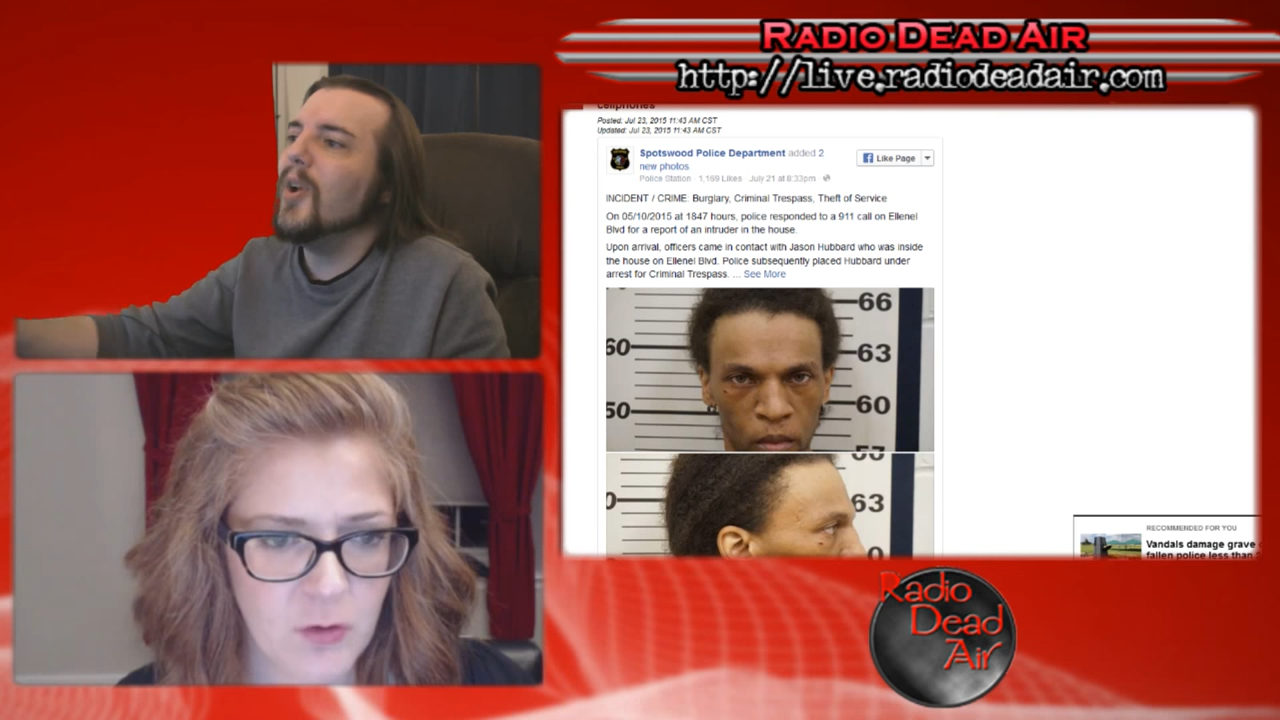 RADIO DEAD AIR
http://live.radiodeadair.com
cellphones
Posted: Jul 23, 2015 11:43 AM CST
Updated: Jul 23, 2015 11:43 AM CST
Spotswood Police Department added 2
new photos.
Like Page
Police Station · 1,169 Likes · July 21 at 8:33pm ·
INCIDENT / CRIME: Burglary, Criminal Trespass, Theft of Service
On 05/10/2015 at 1847 hours, police responded to a 911 call on Ellenel
Blvd for a report of an intruder in the house.
Upon arrival, officers came in contact with Jason Hubbard who was inside
the house on Ellenel Blvd. Police subsequently placed Hubbard under
arrest for Criminal Trespass. ... See More
66
60
63
50
60
57
63
RECOMMENDED FOR YOU
Vandals damage grave
fallen police less than
Radio
Dead
Air